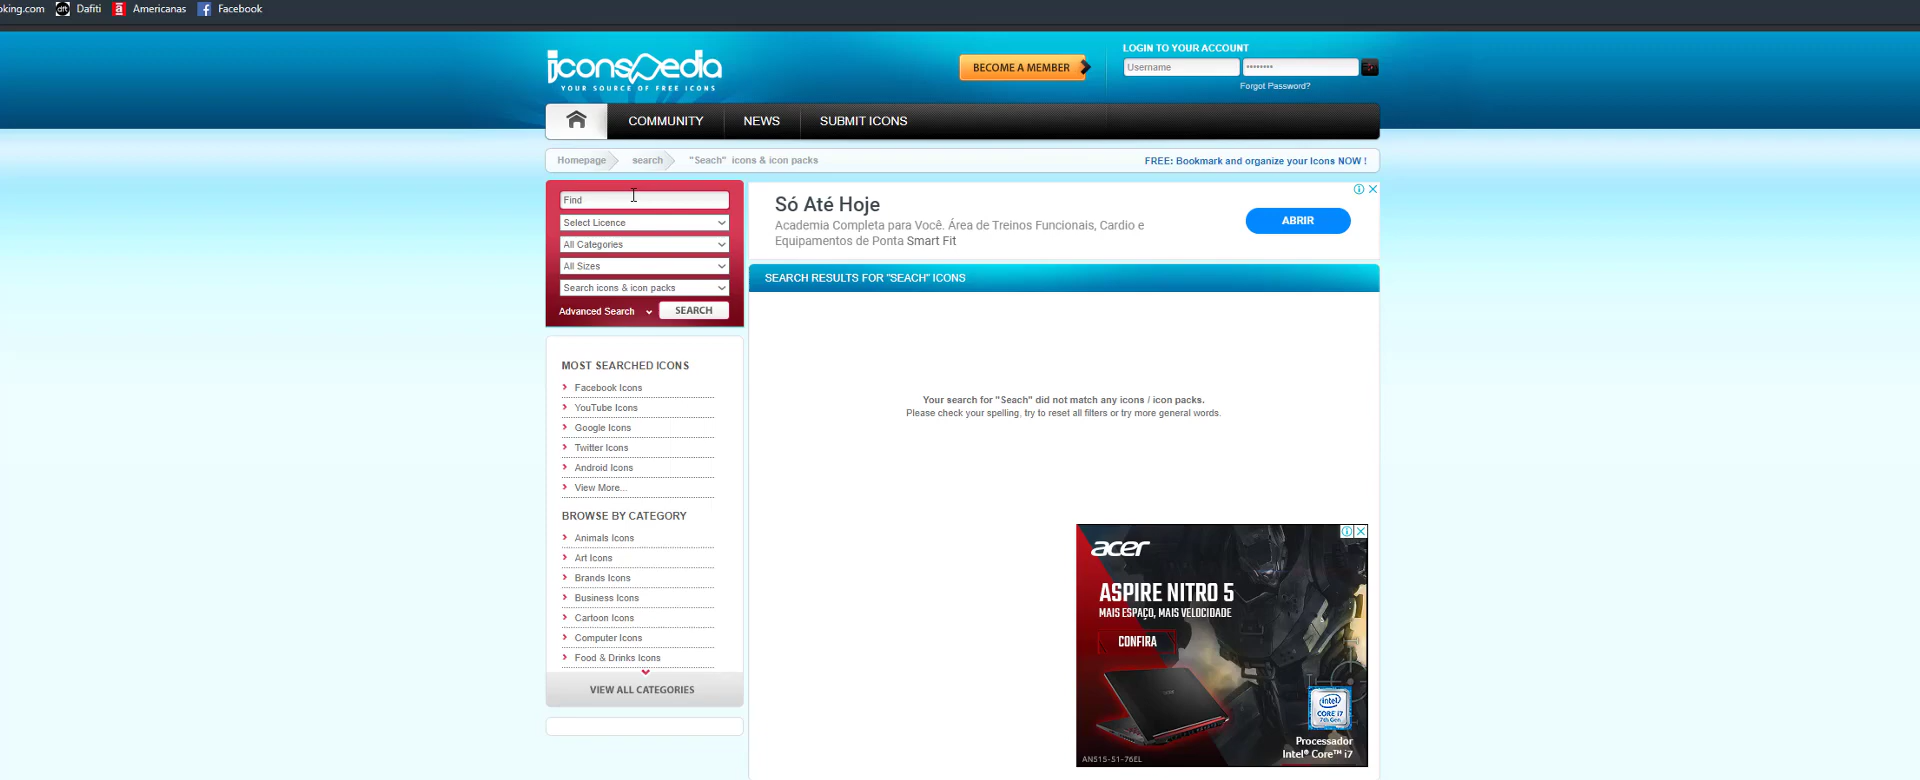 oking.com Dafiti Americanas Facebook
iconspedia
YOUR SOURCE OF FREE ICONS
BECOME A MEMBER
LOGIN TO YOUR ACCOUNT
Username
Forgot Password?
COMMUNITY NEWS SUBMIT ICONS
Homepage search "Seach" icons & icon packs
FREE: Bookmark and organize your Icons NOW !
Find
Select Licence
All Categories
All Sizes
Search icons & icon packs
Advanced Search SEARCH
MOST SEARCHED ICONS
Facebook Icons
YouTube Icons
Google Icons
Twitter Icons
Android Icons
View More...
BROWSE BY CATEGORY
Animals Icons
Art Icons
Brands Icons
Business Icons
Cartoon Icons
Computer Icons
Food & Drinks Icons
VIEW ALL CATEGORIES
Só Até Hoje
Academia Completa para Você. Área de Treinos Funcionais, Cardio e
Equipamentos de Ponta Smart Fit
ABRIR
SEARCH RESULTS FOR "SEACH" ICONS
Your search for "Seach" did not match any icons / icon packs.
Please check your spelling, try to reset all filters or try more general words.
acer
ASPIRE NITRO 5
MAIS ESPAÇO, MAIS VELOCIDADE
CONFIRA
intel
CORE i7
7th Gen
Processador
Intel® Core™ i7
AN515-51-76EL